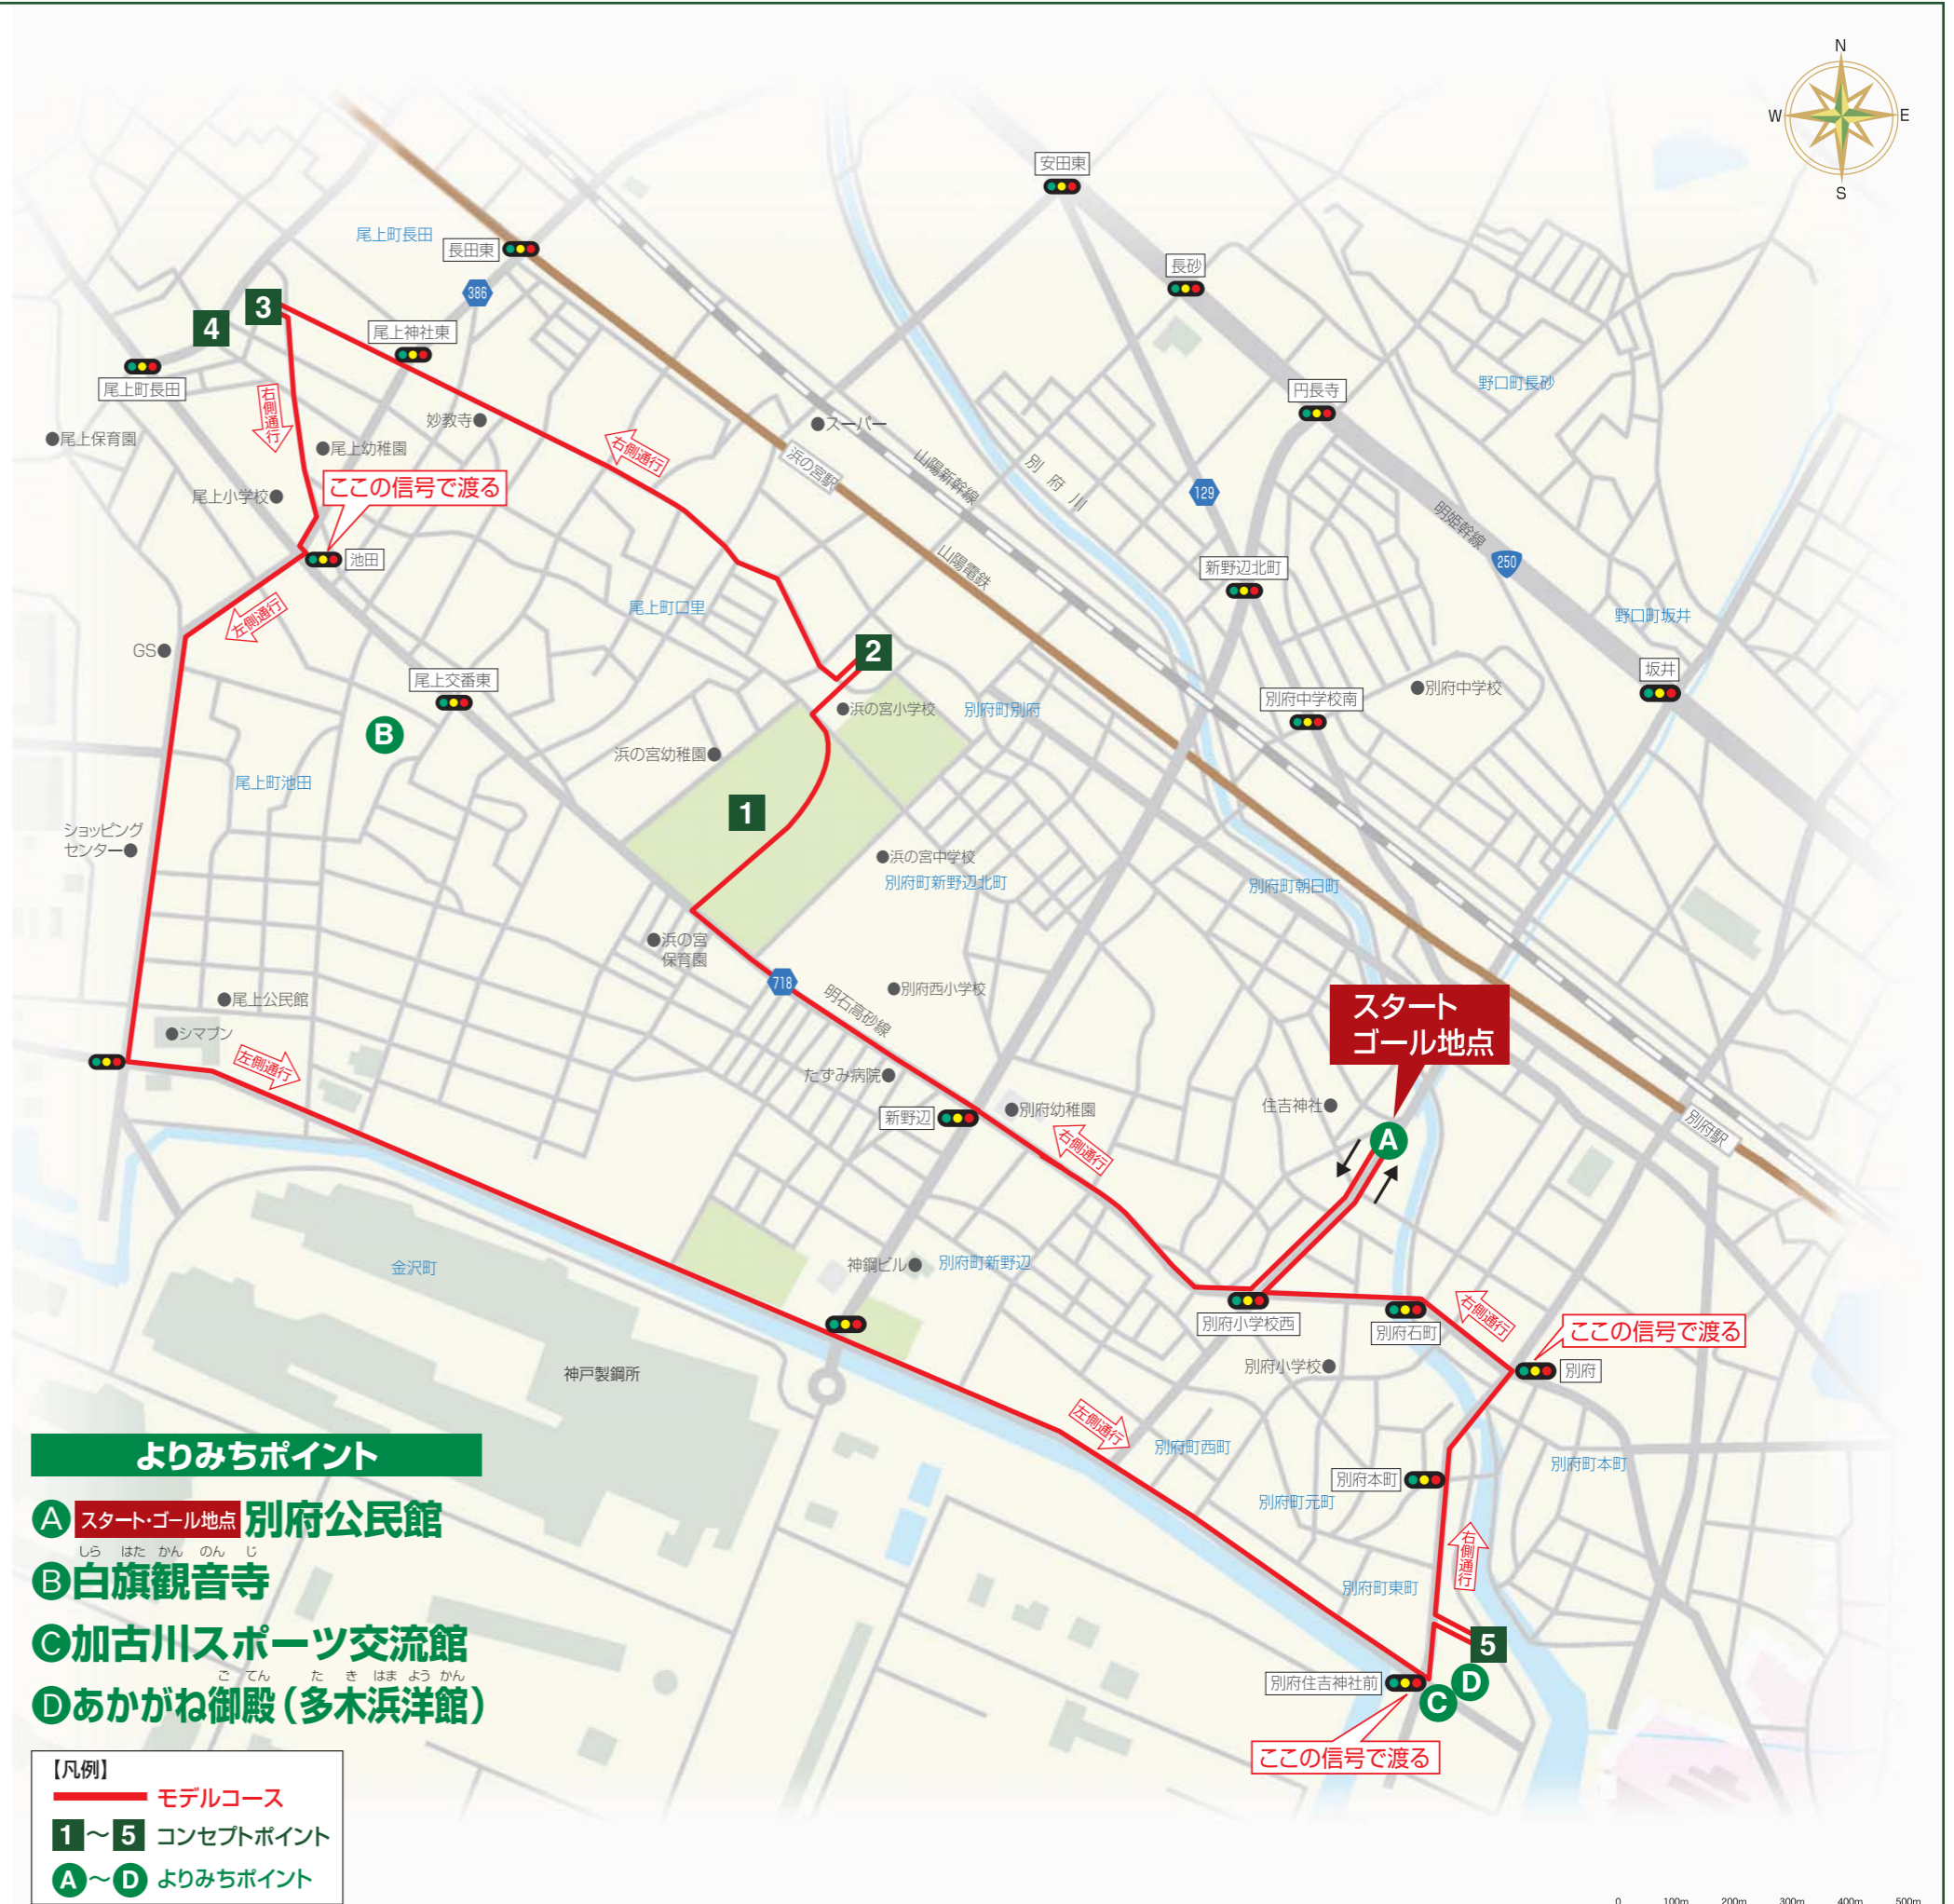 N
W
E
S
安田東
尾上町長田
長田東
長砂
386
3
4
尾上神社東
尾上町長田
円長寺
野口町長砂
右側通行
妙教寺
スーパー
尾上保育園
尾上幼稚園
右側通行
浜の宮駅
山陽新幹線
別府川
尾上小学校
ここの信号で渡る
129
明姫幹線
250
池田
山陽電鉄
新野辺北町
左側通行
尾上町口里
野口町坂井
GS
2
坂井
尾上交番東
別府中学校
別府中学校南
浜の宮小学校
別府町別府
B
浜の宮幼稚園
尾上町池田
1
ショッピング
センター
浜の宮中学校
別府町新野辺北町
別府町朝日町
浜の宮
保育園
718
明石高砂線
別府西小学校
尾上公民館
シマブン
スタート
ゴール地点
左側通行
たずみ病院
新野辺
別府幼稚園
右側通行
住吉神社
別府駅
A
金沢町
神鋼ビル
別府町新野辺
別府小学校西
別府石町
右側通行
ここの信号で渡る
別府小学校
別府
神戸製鋼所
左側通行
別府町西町
別府町本町
別府本町
別府町元町
右側通行
別府町東町
5
別府住吉神社前
D
C
ここの信号で渡る
よりみちポイント
A スタート・ゴール地点 別府公民館
しら はた かん のん じ
B 白旗観音寺
C 加古川スポーツ交流館
ご てん た き はま よう かん
D あかがね御殿(多木浜洋館)
【凡例】
モデルコース
1～5 コンセプトポイント
A～D よりみちポイント
0 100m 200m 300m 400m 500m